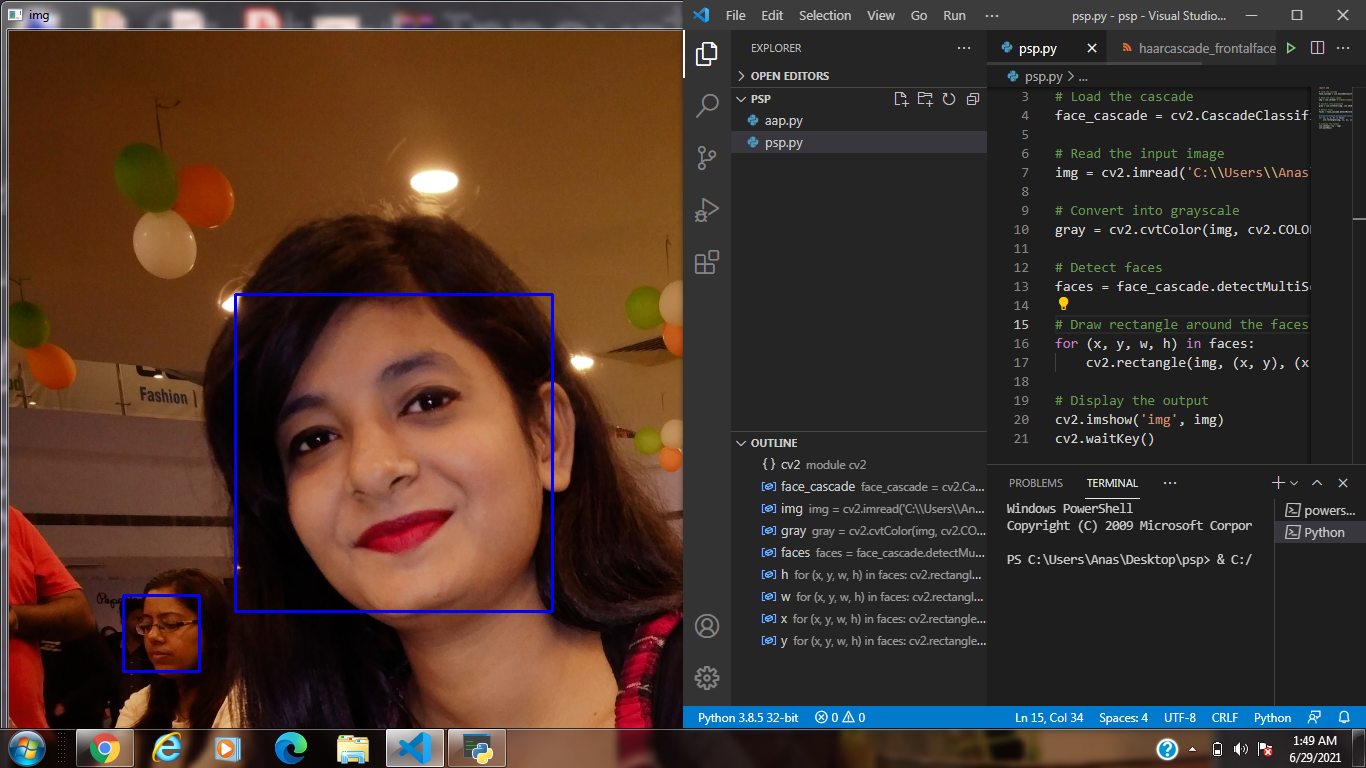 img
Fashion
psp.py - psp - Visual Studio...
File Edit Selection View Go Run ···
EXPLORER ···
OPEN EDITORS
PSP
aap.py
psp.py
OUTLINE
{ } cv2 module cv2
face_cascade face_cascade = cv2.Ca...
img img = cv2.imread('C:\\Users\\An...
gray gray = cv2.cvtColor(img, cv2.CO...
faces faces = face_cascade.detectMu...
h for (x, y, w, h) in faces: cv2.rectangl...
w for (x, y, w, h) in faces: cv2.rectangl...
x for (x, y, w, h) in faces: cv2.rectangle...
y for (x, y, w, h) in faces: cv2.rectangle...
psp.py haarcascade_frontalface
psp.py > ...
3 # Load the cascade
4 face_cascade = cv2.CascadeClassif
5
6 # Read the input image
7 img = cv2.imread('C:\\Users\\Anas
8
9 # Convert into grayscale
10 gray = cv2.cvtColor(img, cv2.COLO
11
12 # Detect faces
13 faces = face_cascade.detectMultiS
14
15 # Draw rectangle around the faces
16 for (x, y, w, h) in faces:
17 cv2.rectangle(img, (x, y), (x
18
19 # Display the output
20 cv2.imshow('img', img)
21 cv2.waitKey()
PROBLEMS TERMINAL ···
Windows PowerShell
Copyright (C) 2009 Microsoft Corpor
PS C:\Users\Anas\Desktop\psp> & C:/
powers...
Python
Python 3.8.5 32-bit 0 0 Ln 15, Col 34 Spaces: 4 UTF-8 CRLF Python
1:49 AM
6/29/2021